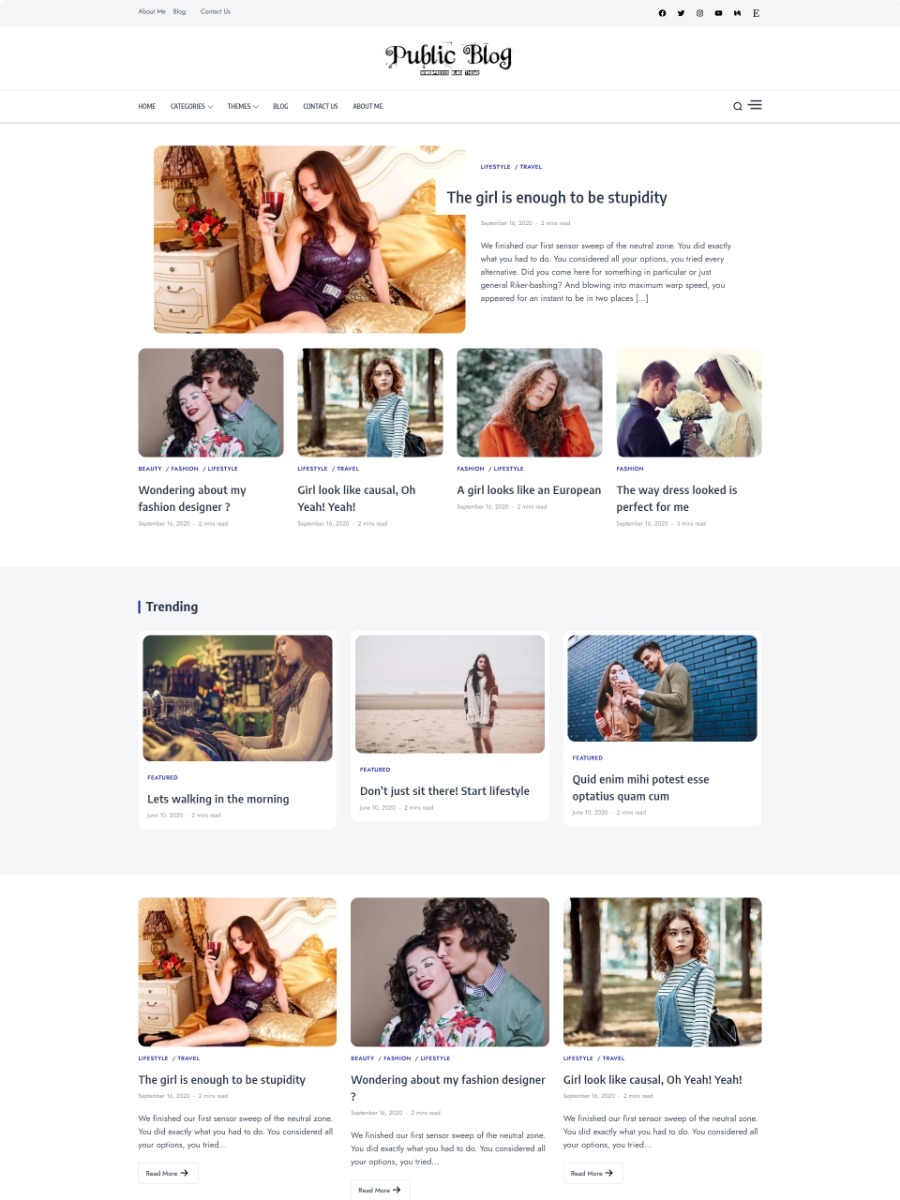 About Me Blog Contact Us
Public Blog
WORDPRESS BLOG THEME
HOME CATEGORIES THEMES BLOG CONTACT US ABOUT ME
LIFESTYLE / TRAVEL
The girl is enough to be stupidity
September 16, 2020 - 2 mins read
We finished our first sensor sweep of the neutral zone. You did exactly
what you had to do. You considered all your options, you tried every
alternative. Did you come here for something in particular or just
general Riker-bashing? And blowing into maximum warp speed, you
appeared for an instant to be in two places [...]
BEAUTY / FASHION / LIFESTYLE
Wondering about my
fashion designer ?
September 16, 2020 - 2 mins read
LIFESTYLE / TRAVEL
Girl look like causal, Oh
Yeah! Yeah!
September 16, 2020 - 2 mins read
FASHION / LIFESTYLE
A girl looks like an European
September 16, 2020 - 2 mins read
FASHION
The way dress looked is
perfect for me
September 16, 2020 - 3 mins read
Trending
FEATURED
Lets walking in the morning
June 10, 2020 - 2 mins read
FEATURED
Don't just sit there! Start lifestyle
June 10, 2020 - 2 mins read
FEATURED
Quid enim mihi potest esse
optatius quam cum
June 10, 2020 - 2 mins read
LIFESTYLE / TRAVEL
The girl is enough to be stupidity
September 16, 2020 - 2 mins read
We finished our first sensor sweep of the neutral zone.
You did exactly what you had to do. You considered all
your options, you tried...
Read More
BEAUTY / FASHION / LIFESTYLE
Wondering about my fashion designer
?
September 16, 2020 - 2 mins read
We finished our first sensor sweep of the neutral zone.
You did exactly what you had to do. You considered all
your options, you tried...
Read More
LIFESTYLE / TRAVEL
Girl look like causal, Oh Yeah! Yeah!
September 16, 2020 - 2 mins read
We finished our first sensor sweep of the neutral zone.
You did exactly what you had to do. You considered all
your options, you tried...
Read More